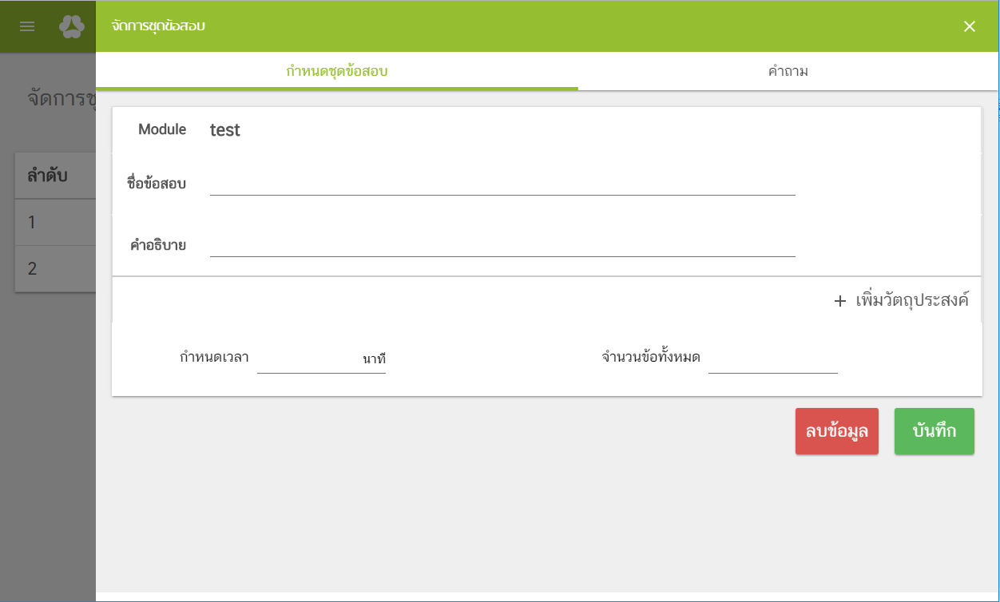 จัดการชุดข้อสอบ
กำหนดชุดข้อสอบ
คำถาม
จัดการชุ
ลำดับ
1
2
Module test
ชื่อข้อสอบ
คำอธิบาย
+ เพิ่มวัตถุประสงค์
กำหนดเวลา นาที จำนวนข้อทั้งหมด
ลบข้อมูล บันทึก